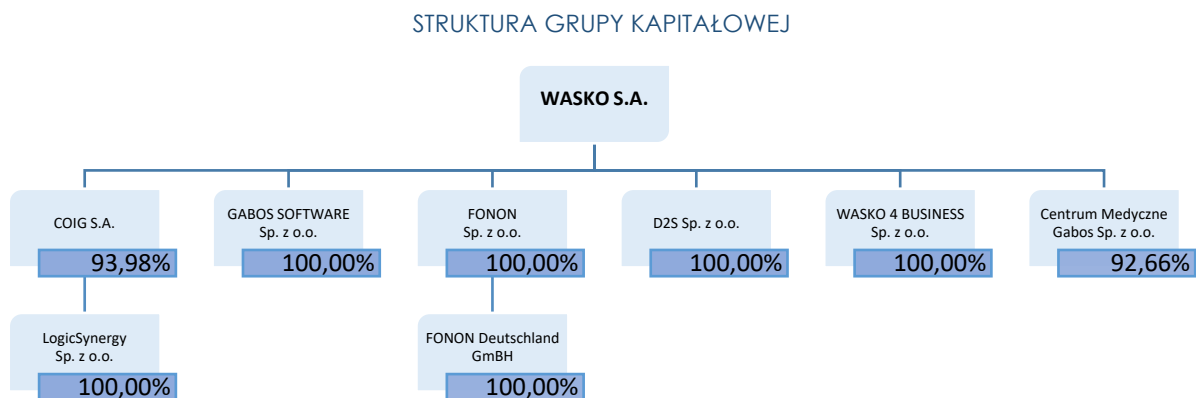 STRUKTURA GRUPY KAPITAŁOWEJ
WASKO S.A.
COIG S.A.
93,98%
GABOS SOFTWARE
Sp. z o.o.
100,00%
FONON
Sp. z o.o.
100,00%
D2S Sp. z o.o.
100,00%
WASKO 4 BUSINESS
Sp. z o.o.
100,00%
Centrum Medyczne
Gabos Sp. z o.o.
92,66%
LogicSynergy
Sp. z o.o.
100,00%
FONON Deutschland
GmBH
100,00%